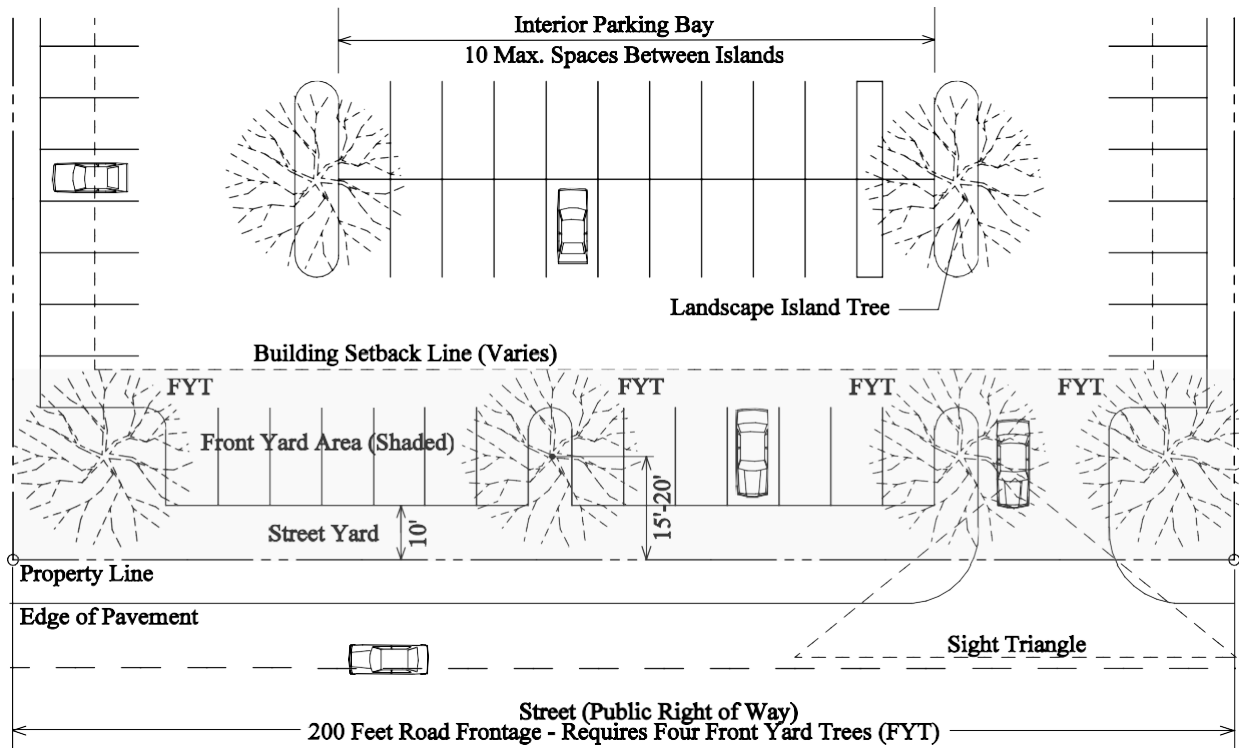 Interior Parking Bay
10 Max. Spaces Between Islands
Landscape Island Tree
Building Setback Line (Varies)
FYT
FYT
FYT
FYT
Front Yard Area (Shaded)
Street Yard
10'
15'-20'
Property Line
Edge of Pavement
Sight Triangle
Street (Public Right of Way)
200 Feet Road Frontage - Requires Four Front Yard Trees (FYT)